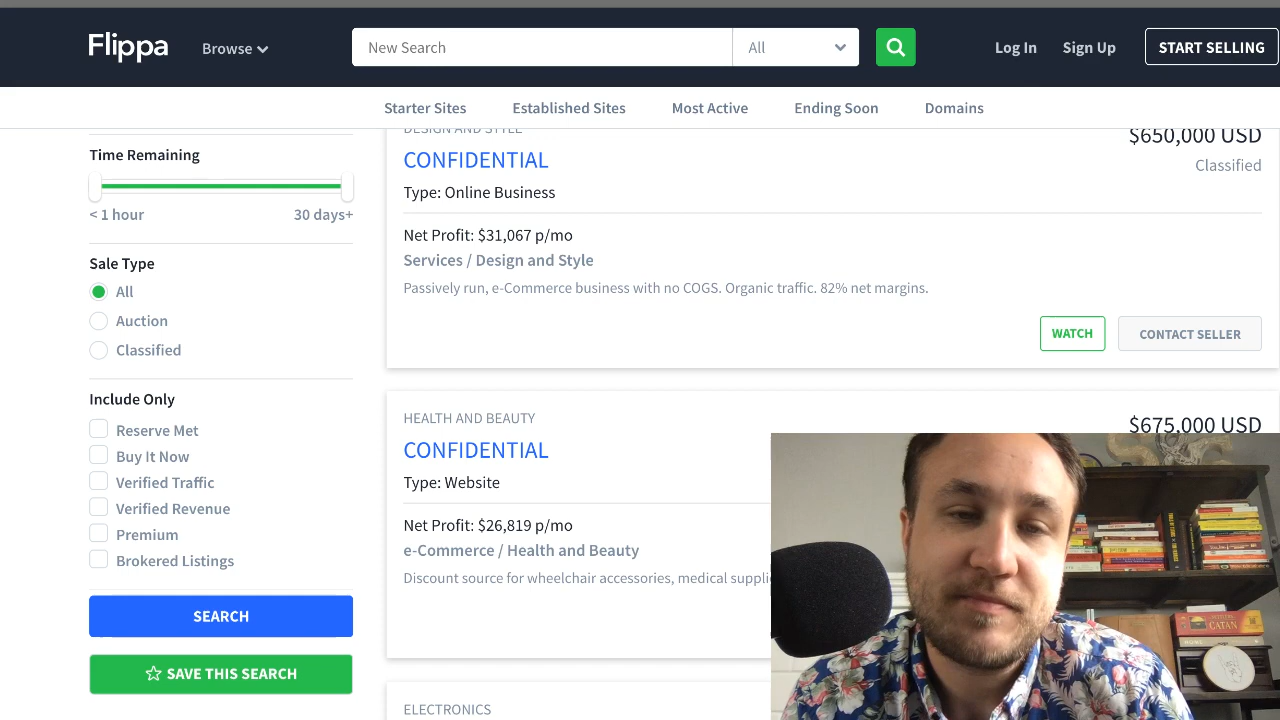 Flippa
Browse
New Search
All
Log In
Sign Up
START SELLING
Starter Sites
Established Sites
Most Active
Ending Soon
Domains
Time Remaining
< 1 hour
30 days+
Sale Type
All
Auction
Classified
Include Only
Reserve Met
Buy It Now
Verified Traffic
Verified Revenue
Premium
Brokered Listings
SEARCH
SAVE THIS SEARCH
DESIGN AND STYLE
$650,000 USD
CONFIDENTIAL
Classified
Type: Online Business
Net Profit: $31,067 p/mo
Services / Design and Style
Passively run, e-Commerce business with no COGS. Organic traffic. 82% net margins.
WATCH
CONTACT SELLER
HEALTH AND BEAUTY
$675,000 USD
CONFIDENTIAL
Type: Website
Net Profit: $26,819 p/mo
e-Commerce / Health and Beauty
Discount source for wheelchair accessories, medical suppli
ELECTRONICS
CATAN